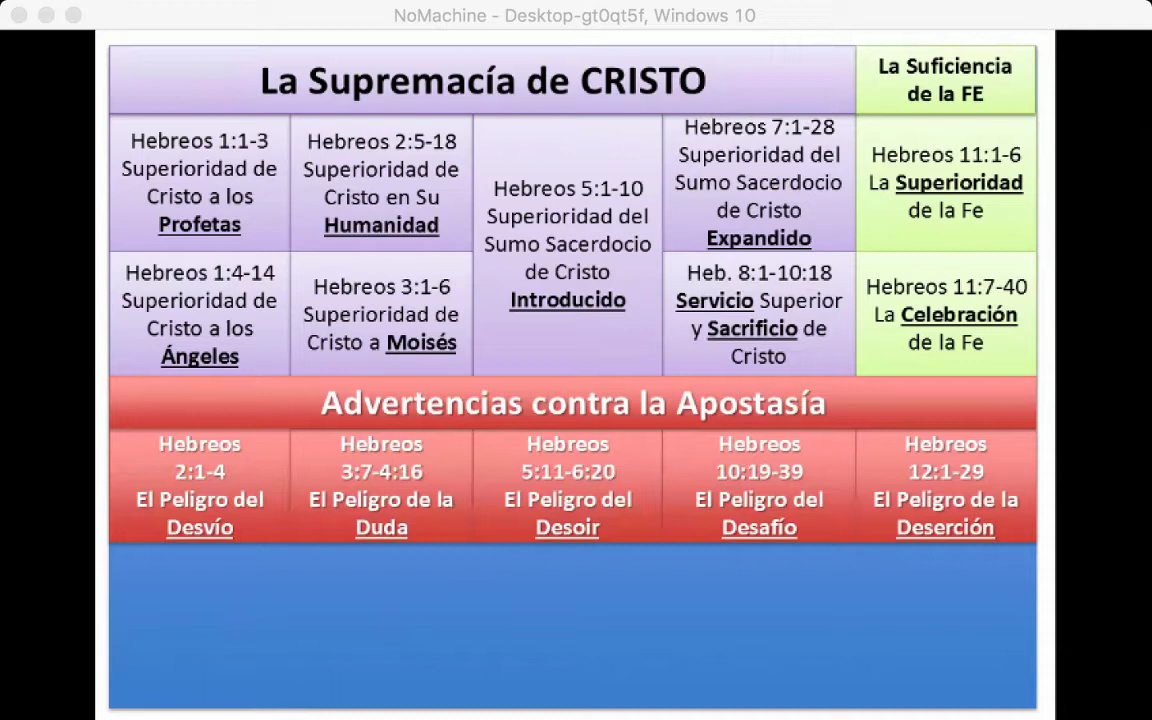 NoMachine - Desktop-gt0qt5f, Windows 10
La Supremacía de CRISTO
La Suficiencia
de la FE
Hebreos 1:1-3
Superioridad de
Cristo a los
Profetas
Hebreos 2:5-18
Superioridad de
Cristo en Su
Humanidad
Hebreos 5:1-10
Superioridad del
Sumo Sacerdocio
de Cristo
Introducido
Hebreos 7:1-28
Superioridad del
Sumo Sacerdocio
de Cristo
Expandido
Hebreos 11:1-6
La Superioridad
de la Fe
Hebreos 1:4-14
Superioridad de
Cristo a los
Ángeles
Hebreos 3:1-6
Superioridad de
Cristo a Moisés
Heb. 8:1-10:18
Servicio Superior
y Sacrificio de
Cristo
Hebreos 11:7-40
La Celebración
de la Fe
Advertencias contra la Apostasía
Hebreos
2:1-4
El Peligro del
Desvío
Hebreos
3:7-4:16
El Peligro de la
Duda
Hebreos
5:11-6:20
El Peligro del
Desoir
Hebreos
10:19-39
El Peligro del
Desafío
Hebreos
12:1-29
El Peligro de la
Deserción